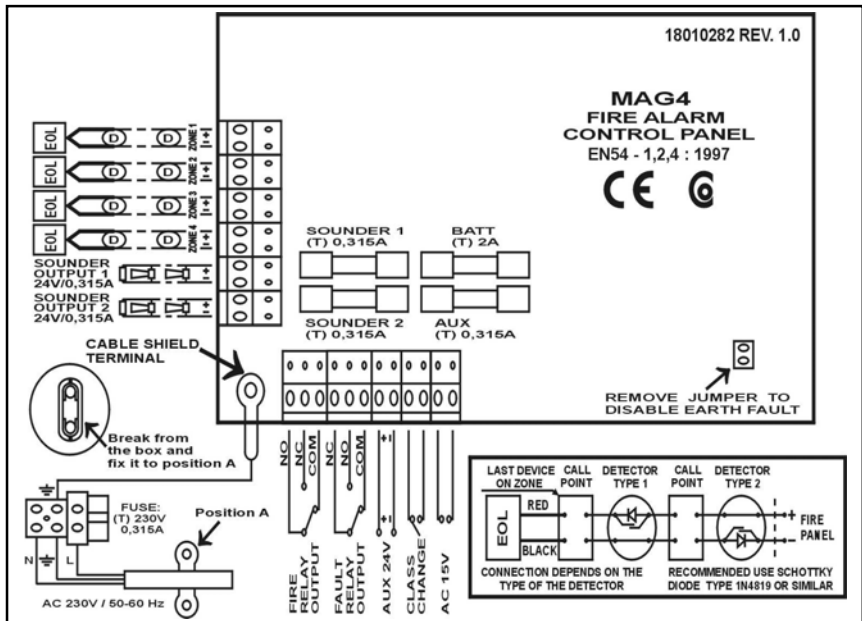 18010282 REV. 1.0
MAG4
FIRE ALARM
CONTROL PANEL
EN54 - 1,2,4 : 1997
CE
EOL
D
D
ZONE 1
- +
EOL
D
D
ZONE 2
- +
EOL
D
D
ZONE 3
- +
EOL
D
D
ZONE 4
- +
SOUNDER
OUTPUT 1
24V/0,315A
- +
SOUNDER
OUTPUT 2
24V/0,315A
- +
SOUNDER 1
(T) 0,315A
BATT
(T) 2A
SOUNDER 2
(T) 0,315A
AUX
(T) 0,315A
CABLE SHIELD
TERMINAL
REMOVE JUMPER TO
DISABLE EARTH FAULT
Break from
the box and
fix it to position A
FUSE:
(T) 230V
0,315A
Position A
N
L
AC 230V / 50-60 Hz
NO
NC
COM
NC
NO
COM
+ -
+ -
FIRE
RELAY
OUTPUT
FAULT
RELAY
OUTPUT
AUX 24V
CLASS
CHANGE
AC 15V
LAST DEVICE
ON ZONE
CALL
POINT
DETECTOR
TYPE 1
CALL
POINT
DETECTOR
TYPE 2
EOL
RED
BLACK
+
-
FIRE
PANEL
CONNECTION DEPENDS ON THE
TYPE OF THE DETECTOR
RECOMMENDED USE SCHOTTKY
DIODE TYPE 1N4819 OR SIMILAR